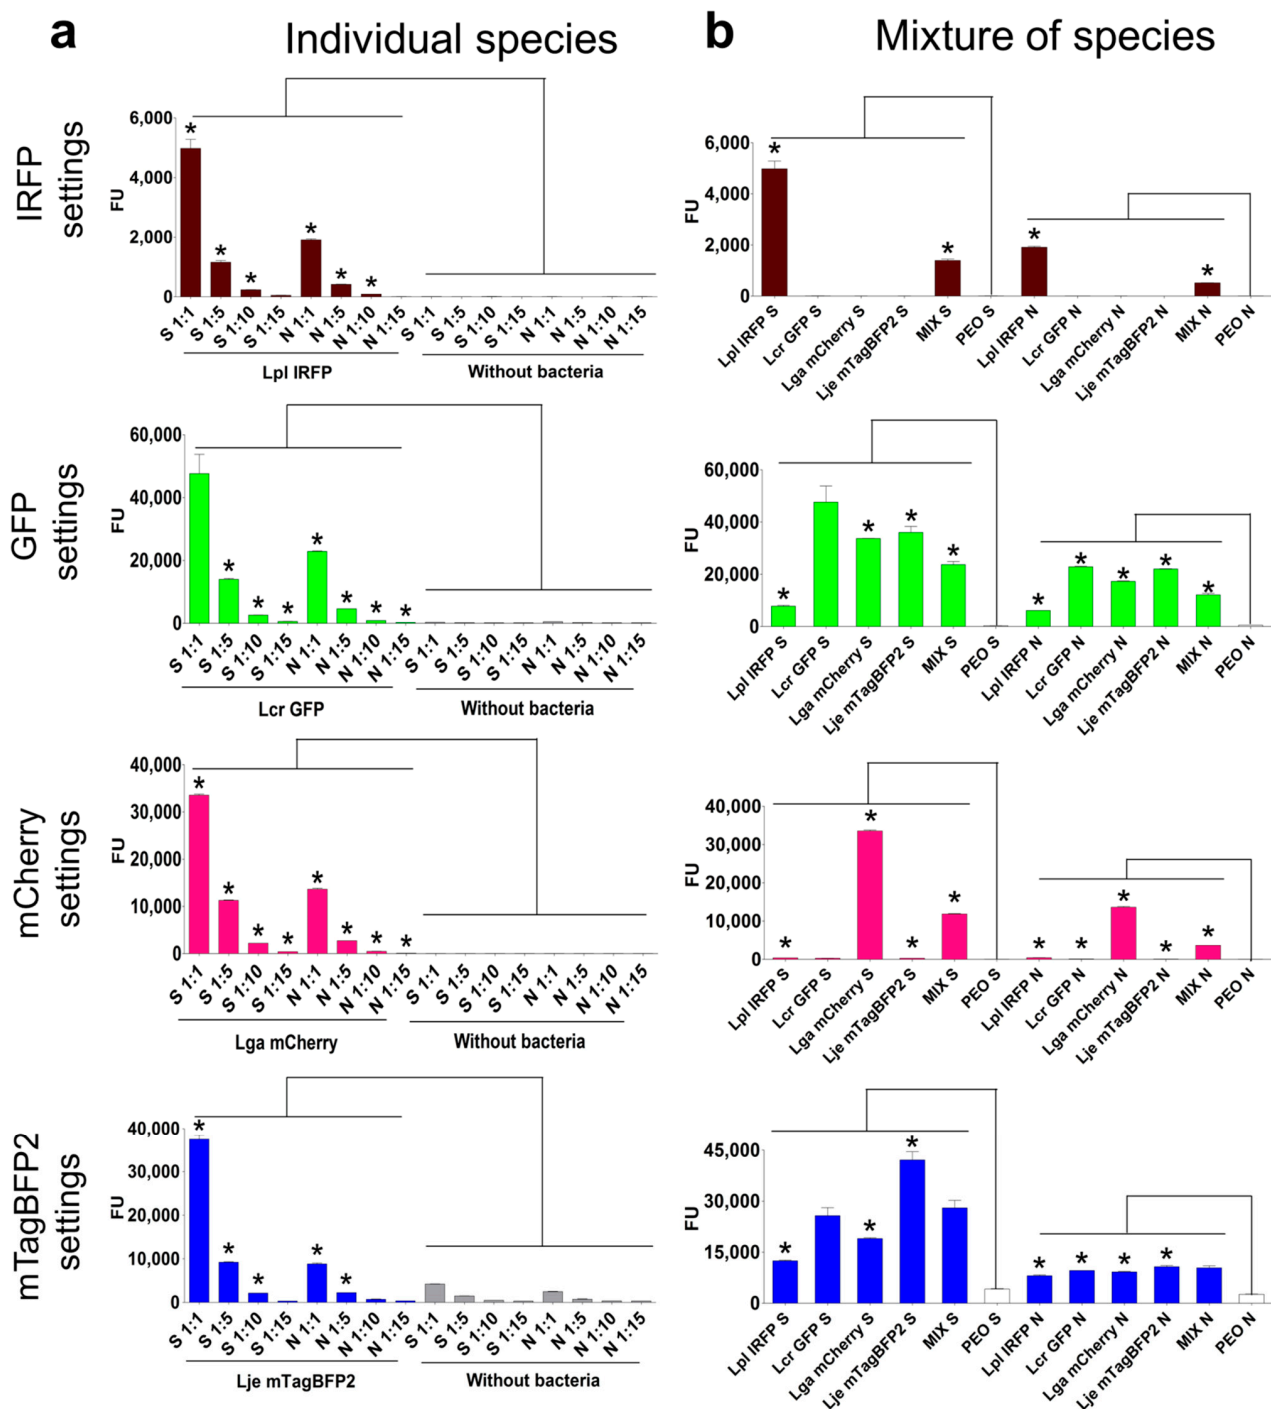 a
Individual species
b
Mixture of species
IRFP
settings
FU
6,000
4,000
2,000
0
*
*
*
*
*
*
S 1:1
S 1:5
S 1:10
S 1:15
N 1:1
N 1:5
N 1:10
N 1:15
S 1:1
S 1:5
S 1:10
S 1:15
N 1:1
N 1:5
N 1:10
N 1:15
Lpl IRFP
Without bacteria
FU
6,000
4,000
2,000
0
*
*
*
*
Lpl IRFP S
Lcr GFP S
Lga mCherry S
Lje mTagBFP2 S
MIX S
PEO S
Lpl IRFP N
Lcr GFP N
Lga mCherry N
Lje mTagBFP2 N
MIX N
PEO N
GFP
settings
FU
60,000
40,000
20,000
0
*
*
*
*
*
*
*
S 1:1
S 1:5
S 1:10
S 1:15
N 1:1
N 1:5
N 1:10
N 1:15
S 1:1
S 1:5
S 1:10
S 1:15
N 1:1
N 1:5
N 1:10
N 1:15
Lcr GFP
Without bacteria
FU
60,000
40,000
20,000
0
*
*
*
*
*
*
*
*
*
Lpl IRFP S
Lcr GFP S
Lga mCherry S
Lje mTagBFP2 S
MIX S
PEO S
Lpl IRFP N
Lcr GFP N
Lga mCherry N
Lje mTagBFP2 N
MIX N
PEO N
mCherry
settings
FU
40,000
30,000
20,000
10,000
0
*
*
*
*
*
*
*
*
S 1:1
S 1:5
S 1:10
S 1:15
N 1:1
N 1:5
N 1:10
N 1:15
S 1:1
S 1:5
S 1:10
S 1:15
N 1:1
N 1:5
N 1:10
N 1:15
Lga mCherry
Without bacteria
FU
40,000
30,000
20,000
10,000
0
*
*
*
*
*
*
*
*
*
Lpl IRFP S
Lcr GFP S
Lga mCherry S
Lje mTagBFP2 S
MIX S
PEO S
Lpl IRFP N
Lcr GFP N
Lga mCherry N
Lje mTagBFP2 N
MIX N
PEO N
mTagBFP2
settings
FU
40,000
30,000
20,000
10,000
0
*
*
*
*
*
S 1:1
S 1:5
S 1:10
S 1:15
N 1:1
N 1:5
N 1:10
N 1:15
S 1:1
S 1:5
S 1:10
S 1:15
N 1:1
N 1:5
N 1:10
N 1:15
Lje mTagBFP2
Without bacteria
FU
45,000
30,000
15,000
0
*
*
*
*
*
*
*
Lpl IRFP S
Lcr GFP S
Lga mCherry S
Lje mTagBFP2 S
MIX S
PEO S
Lpl IRFP N
Lcr GFP N
Lga mCherry N
Lje mTagBFP2 N
MIX N
PEO N